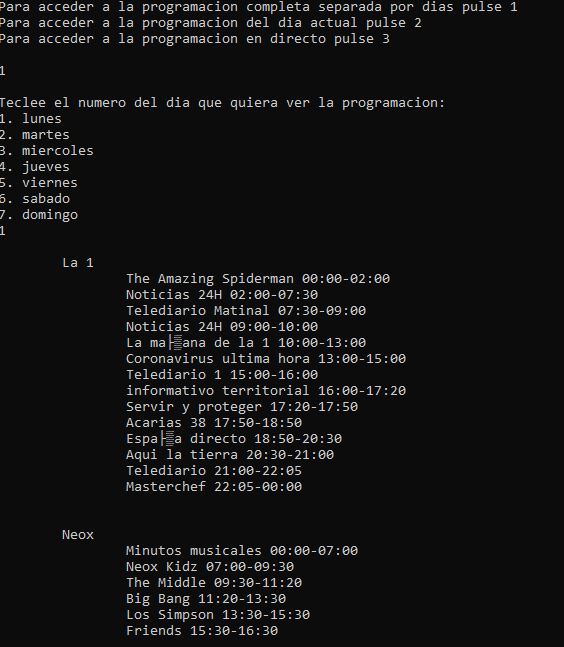 Para acceder a la programacion completa separada por dias pulse 1
Para acceder a la programacion del dia actual pulse 2
Para acceder a la programacion en directo pulse 3
1
Teclee el numero del dia que quiera ver la programacion:
1. lunes
2. martes
3. miercoles
4. jueves
5. viernes
6. sabado
7. domingo
1
La 1
The Amazing Spiderman 00:00-02:00
Noticias 24H 02:00-07:30
Telediario Matinal 07:30-09:00
Noticias 24H 09:00-10:00
La ma├▒ana de la 1 10:00-13:00
Coronavirus ultima hora 13:00-15:00
Telediario 1 15:00-16:00
informativo territorial 16:00-17:20
Servir y proteger 17:20-17:50
Acarias 38 17:50-18:50
Espa├▒a directo 18:50-20:30
Aqui la tierra 20:30-21:00
Telediario 21:00-22:05
Masterchef 22:05-00:00
Neox
Minutos musicales 00:00-07:00
Neox Kidz 07:00-09:30
The Middle 09:30-11:20
Big Bang 11:20-13:30
Los Simpson 13:30-15:30
Friends 15:30-16:30